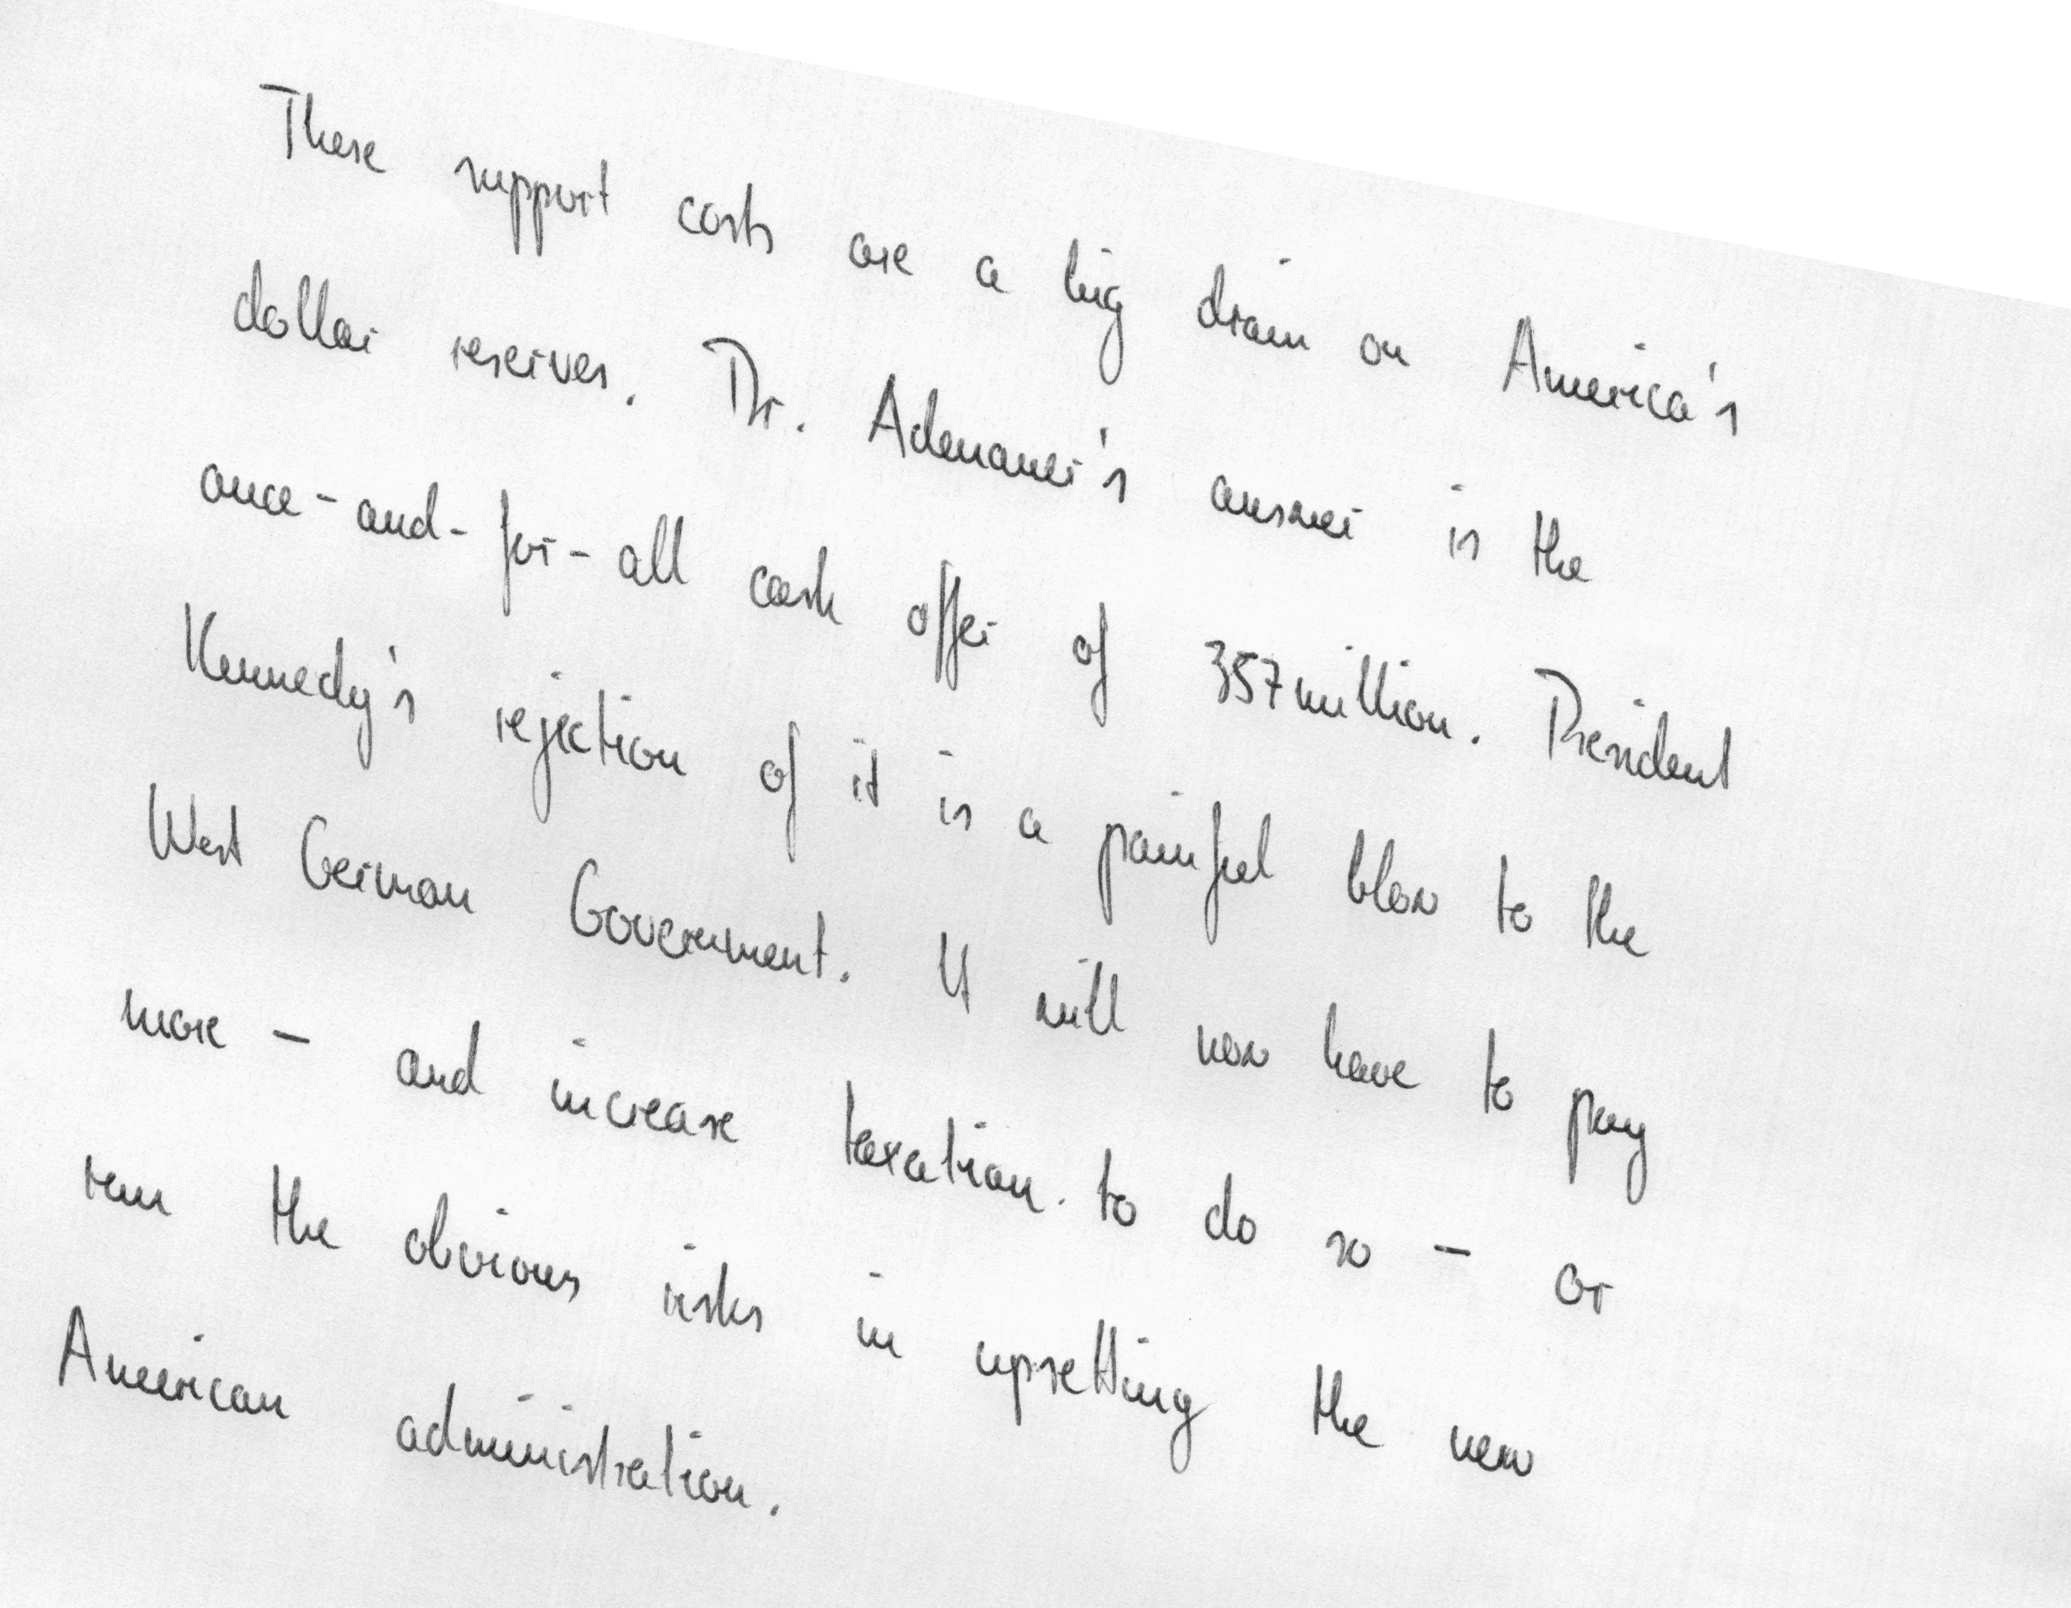 These support costs are a big drain on America's
dollar reserves. Dr. Adenauer's answer is the
once-and-for-all cash offer of 357million. President
Kennedy's rejection of it is a painful blow to the
West German Government. It will now have to pay
more - and increase taxation to do so - or
run the obvious risks in upsetting the new
American administration.